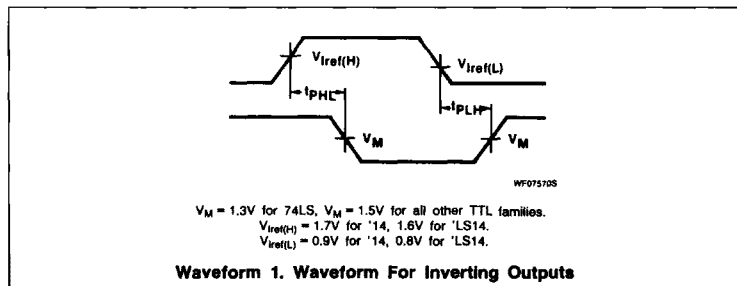 VIref(H) VIref(L)
tPHL tPLH
VM VM
WF07570S
VM = 1.3V for 74LS, VM = 1.5V for all other TTL families.
VIref(H) = 1.7V for '14, 1.6V for 'LS14.
VIref(L) = 0.9V for '14, 0.8V for 'LS14.
Waveform 1. Waveform For Inverting Outputs